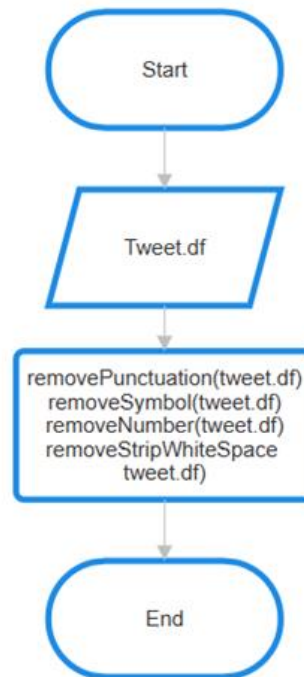 Start
Tweet.df
removePunctuation(tweet.df)
removeSymbol(tweet.df)
removeNumber(tweet.df)
removeStripWhiteSpace
tweet.df)
End